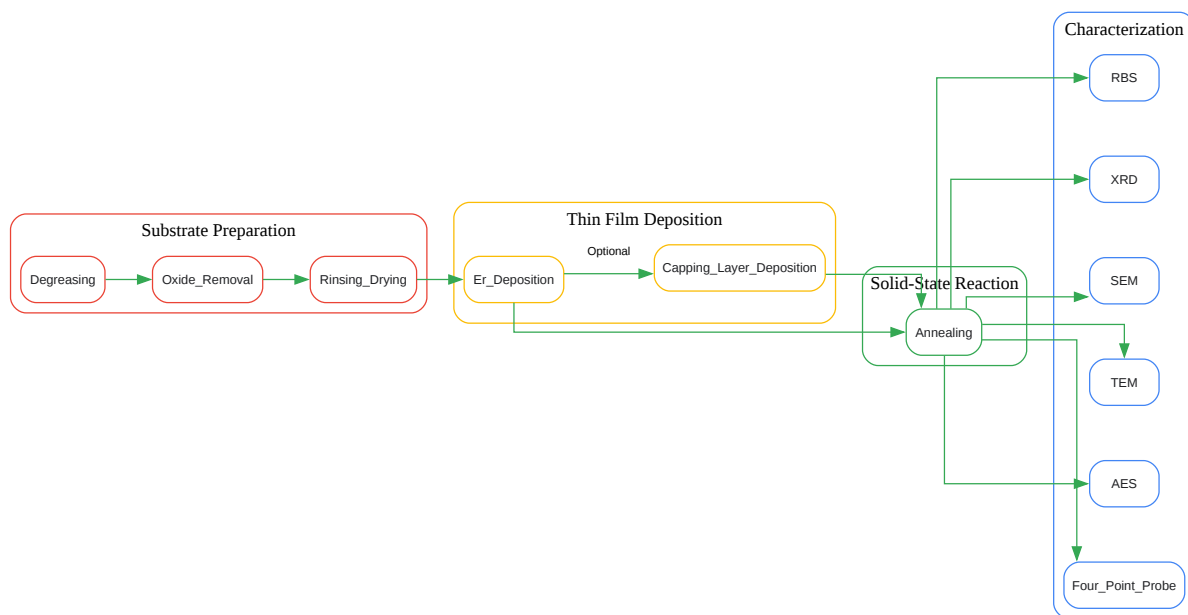 Substrate Preparation
Degreasing
Oxide_Removal
Rinsing_Drying
Thin Film Deposition
Er_Deposition
Optional
Capping_Layer_Deposition
Solid-State Reaction
Annealing
Characterization
RBS
XRD
SEM
TEM
AES
Four_Point_Probe